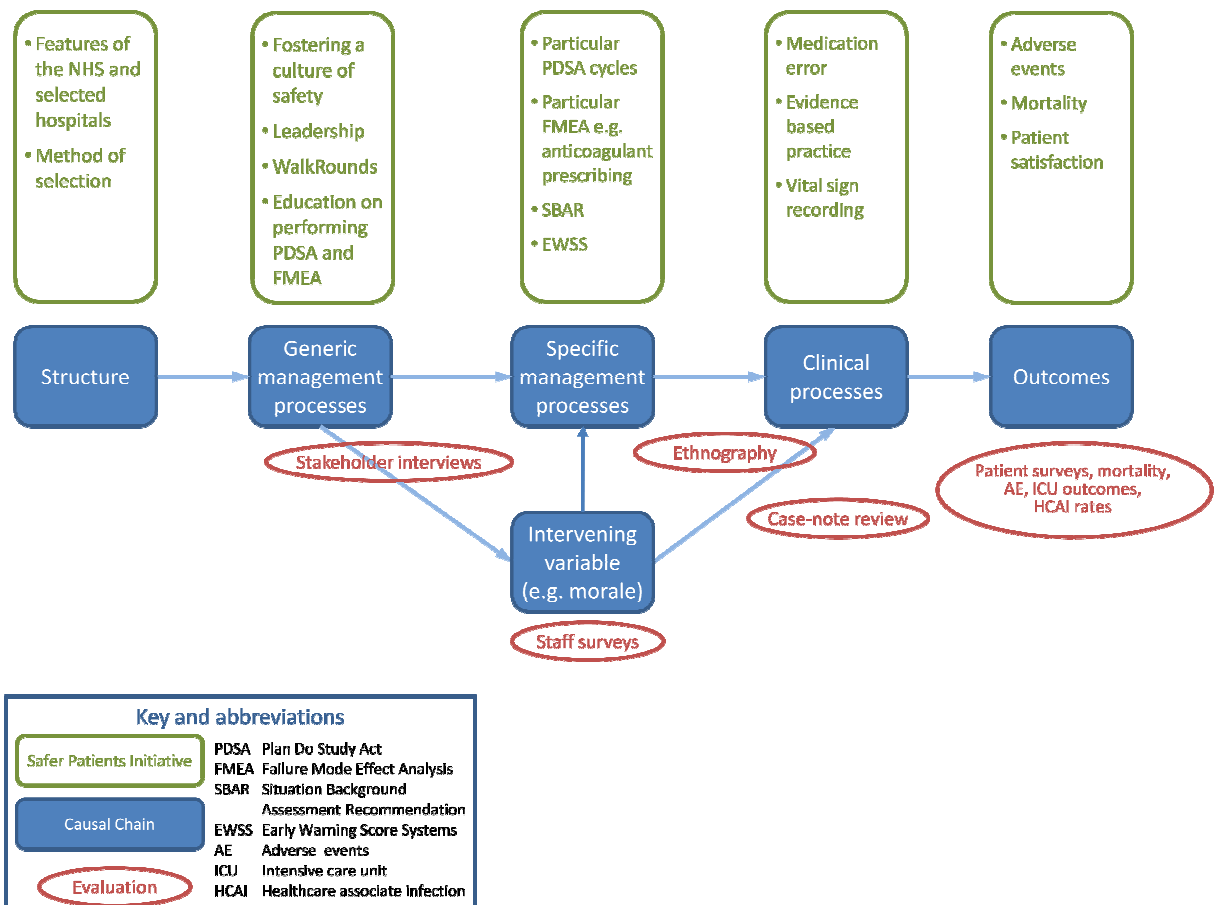 • Features of
the NHS and
selected
hospitals
• Method of
selection
• Fostering a
culture of
safety
• Leadership
• WalkRounds
• Education on
performing
PDSA and
FMEA
• Particular
PDSA cycles
• Particular
FMEA e.g.
anticoagulant
prescribing
• SBAR
• EWSS
• Medication
error
• Evidence
based
practice
• Vital sign
recording
• Adverse
events
• Mortality
• Patient
satisfaction
Structure
Generic
management
processes
Specific
management
processes
Clinical
processes
Outcomes
Stakeholder interviews
Ethnography
Patient surveys, mortality,
AE, ICU outcomes,
HCAI rates
Case-note review
Intervening
variable
(e.g. morale)
Staff surveys
Key and abbreviations
Safer Patients Initiative
Causal Chain
Evaluation
PDSA Plan Do Study Act
FMEA Failure Mode Effect Analysis
SBAR Situation Background
Assessment Recommendation
EWSS Early Warning Score Systems
AE Adverse events
ICU Intensive care unit
HCAI Healthcare associate infection